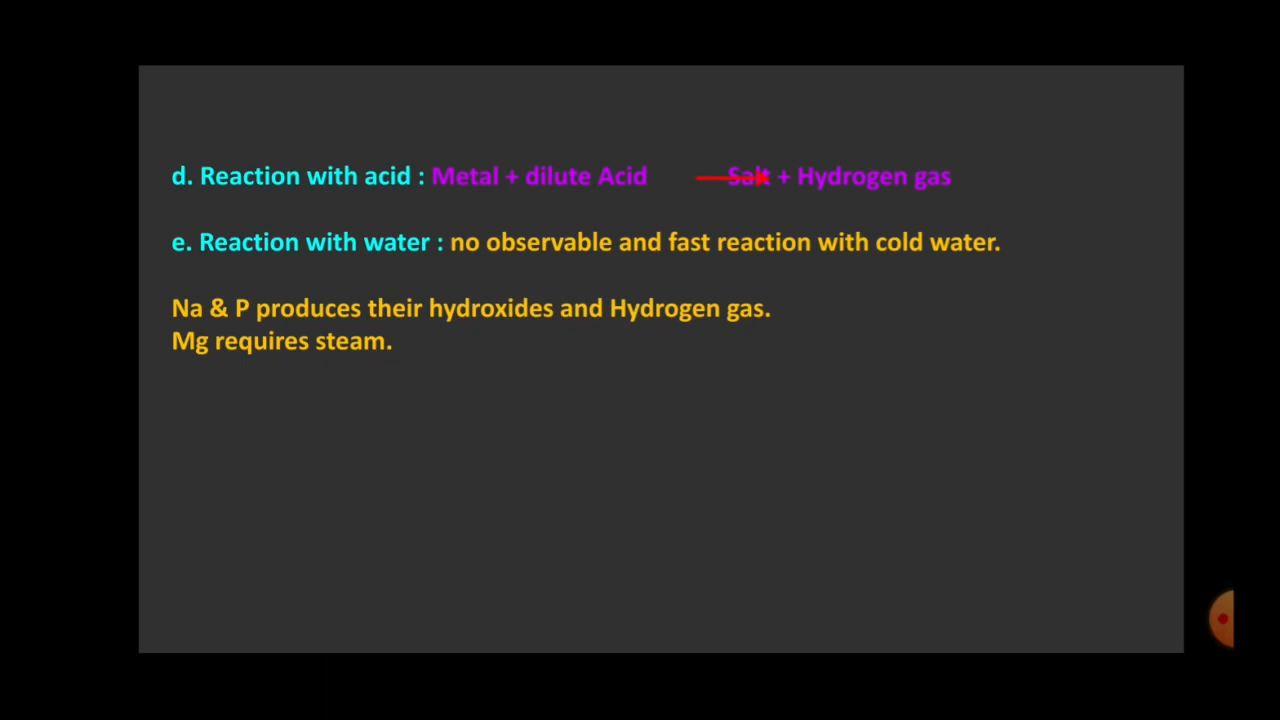 d. Reaction with acid : Metal + dilute Acid Salt + Hydrogen gas
e. Reaction with water : no observable and fast reaction with cold water.
Na & P produces their hydroxides and Hydrogen gas.
Mg requires steam.